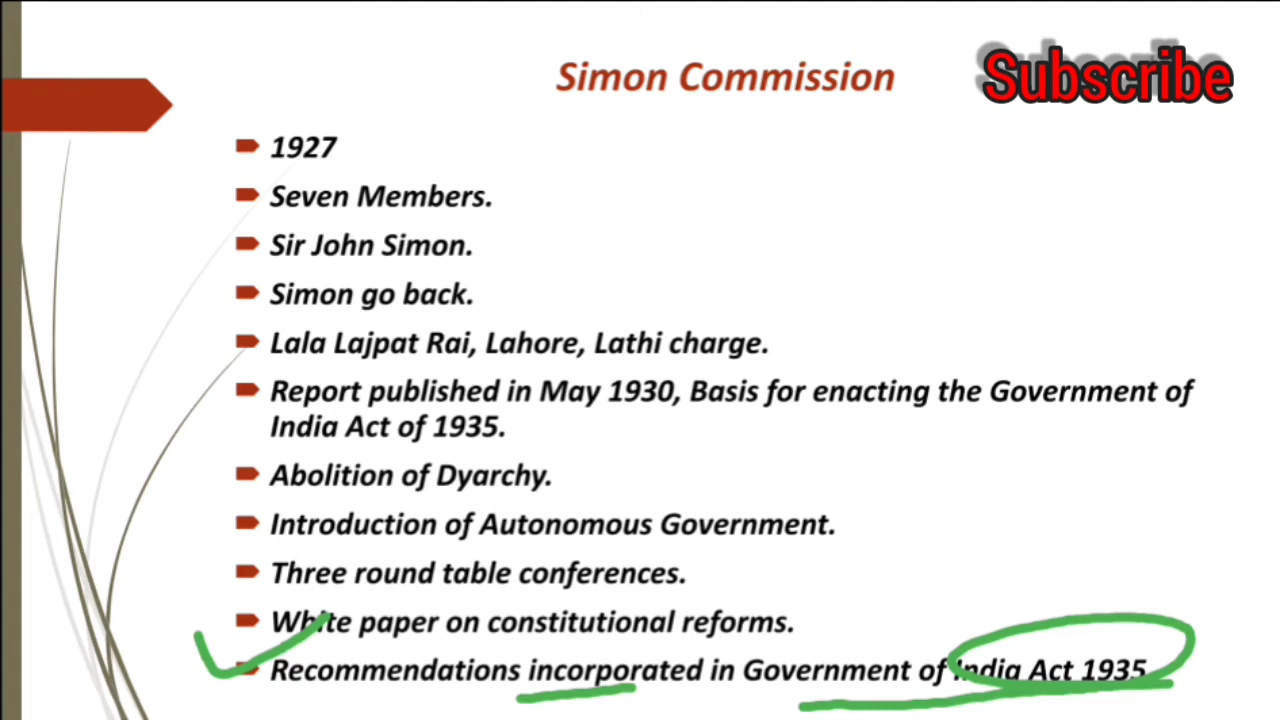 Simon Commission
Subscribe
1927
Seven Members.
Sir John Simon.
Simon go back.
Lala Lajpat Rai, Lahore, Lathi charge.
Report published in May 1930, Basis for enacting the Government of
India Act of 1935.
Abolition of Dyarchy.
Introduction of Autonomous Government.
Three round table conferences.
White paper on constitutional reforms.
Recommendations incorporated in Government of India Act 1935